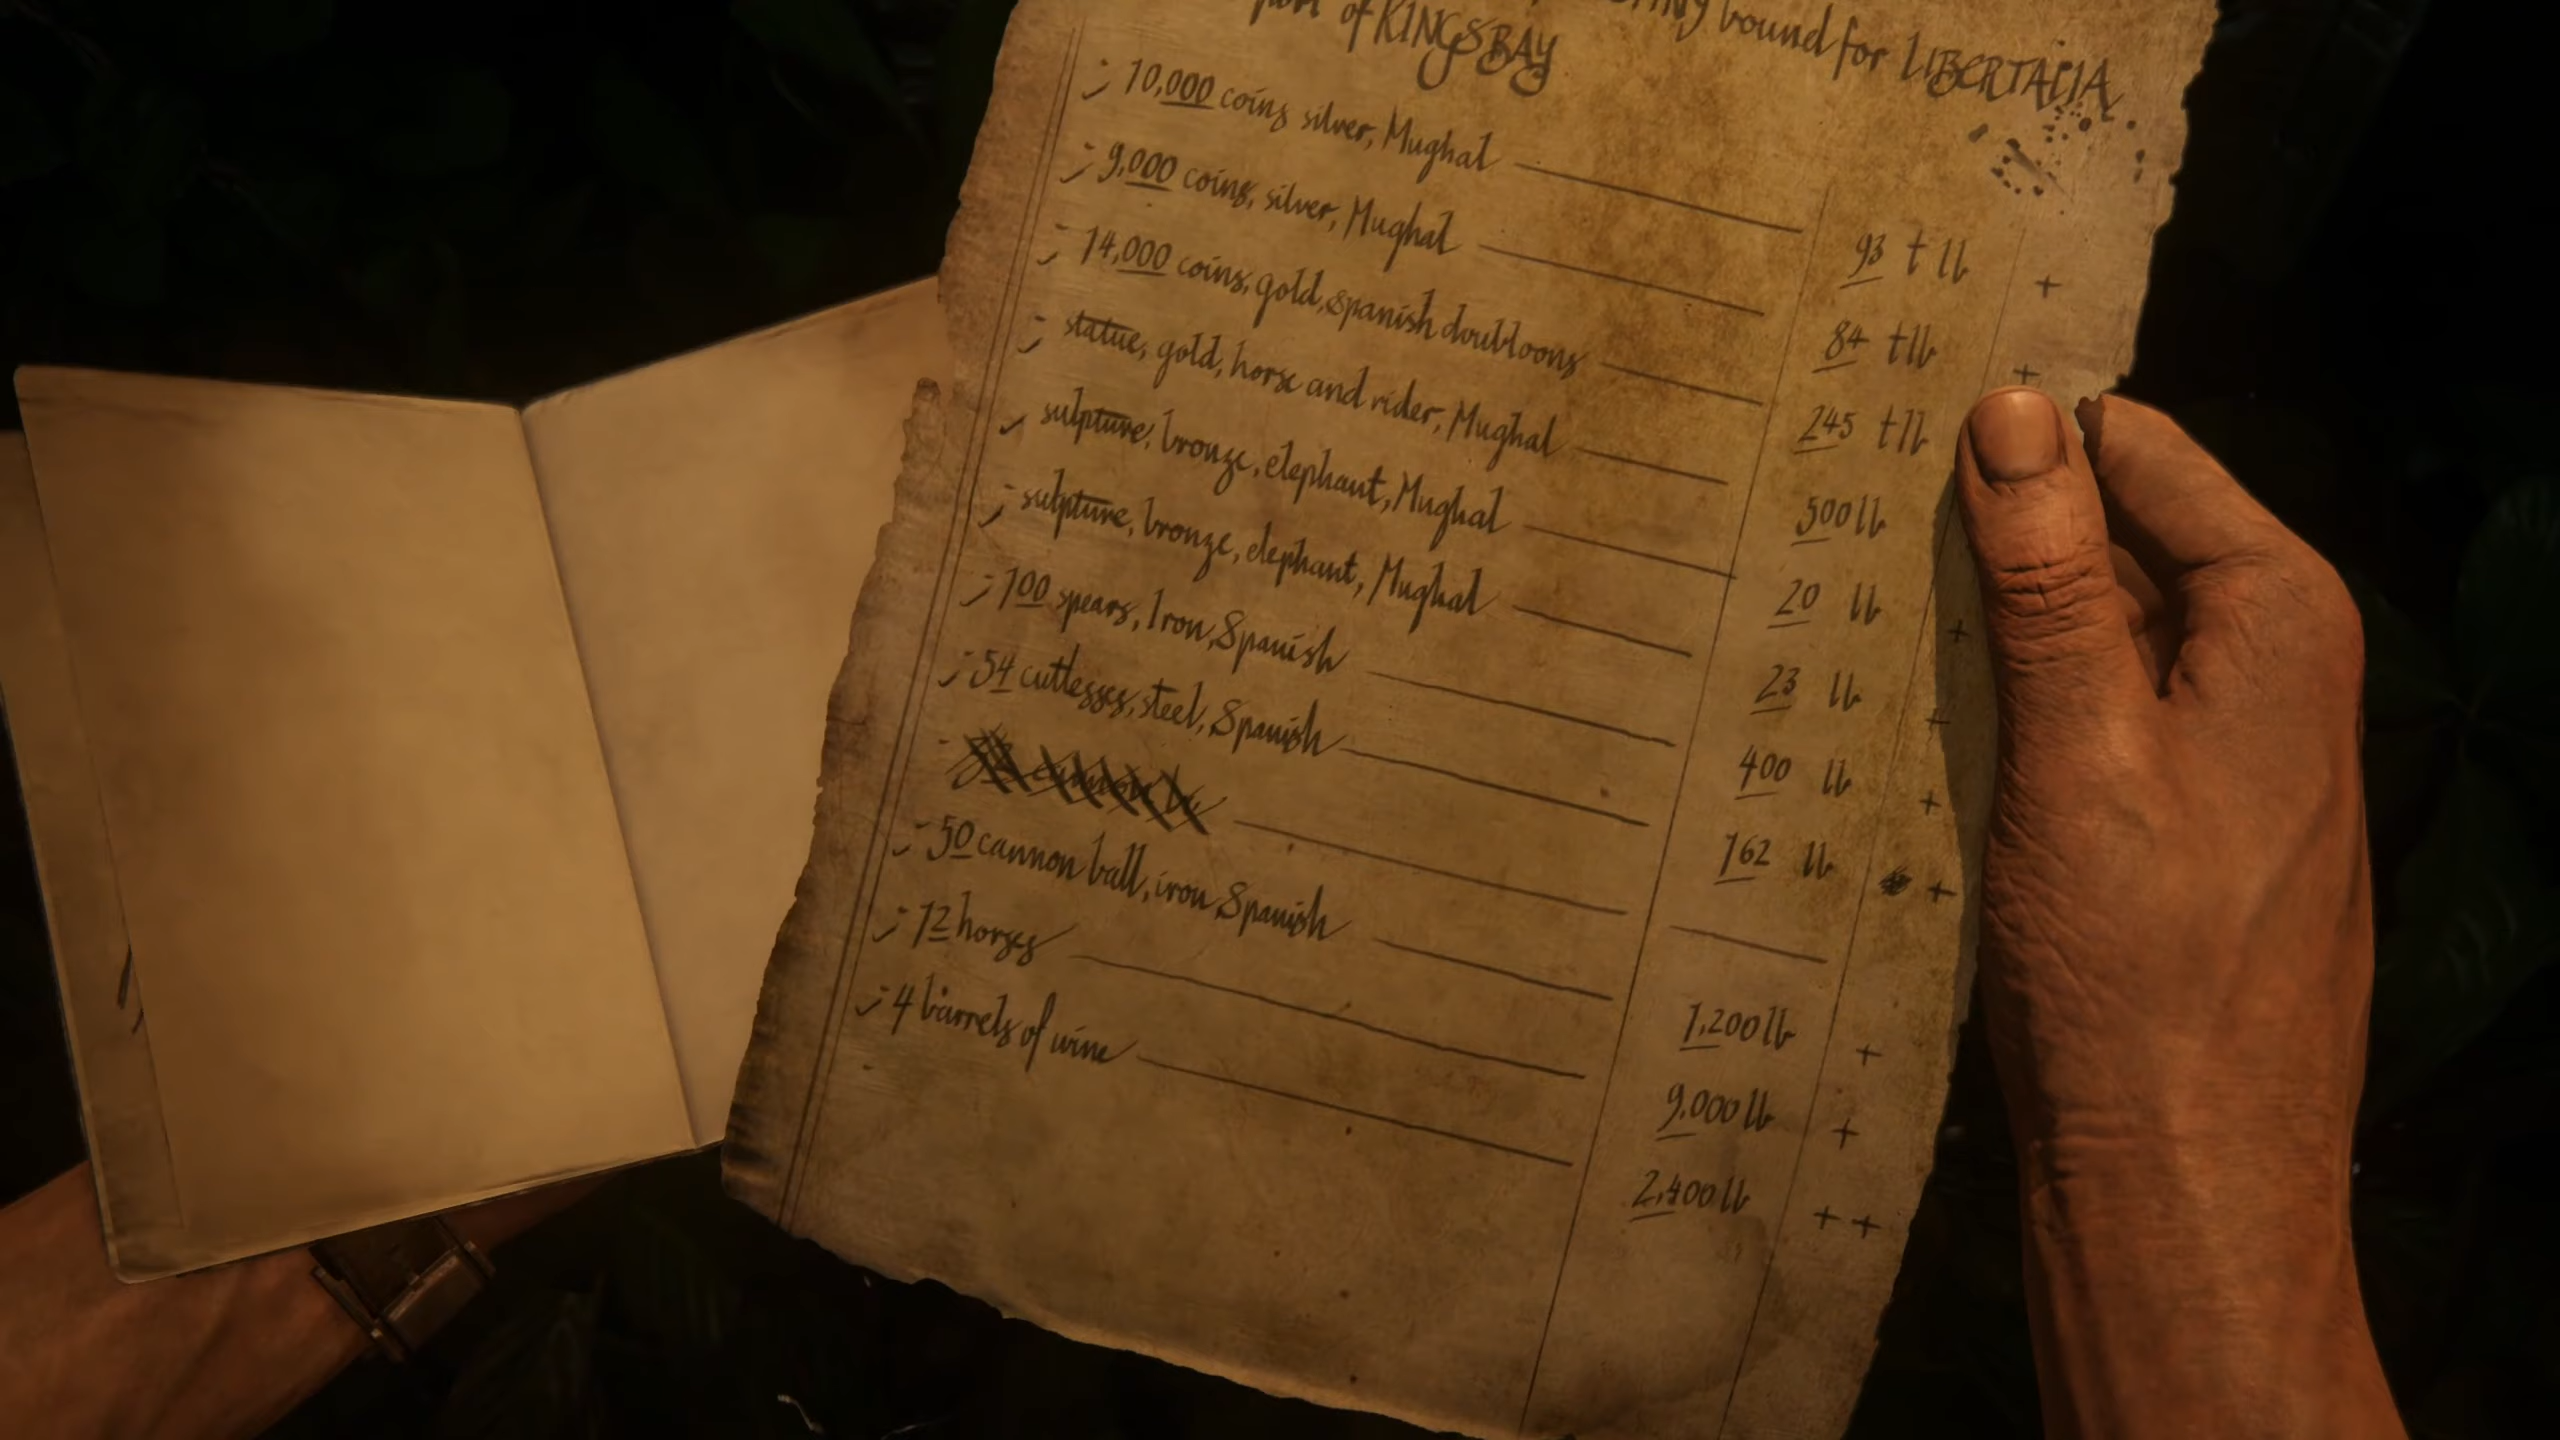 bound for LIBERTALIA
port of KINGS BAY
- 10,000 coins silver, Mughal 93 t lb +
- 9,000 coins, silver, Mughal 84 t lb +
- 14,000 coins, gold, spanish doubloons 245 t lb
- statue, gold, horse and rider, Mughal 500 lb
- sulpture, bronze, elephant, Mughal 20 lb +
- sulpture, bronze, elephant, Mughal 23 lb +
- 100 spears, Iron, Spanish 400 lb +
- 54 cuttlesses, steel, Spanish 162 lb +
- 50 cannon ball, iron Spanish 1,200 lb +
- 12 horses 9,000 lb +
- 4 barrels of wine 2,400 lb ++